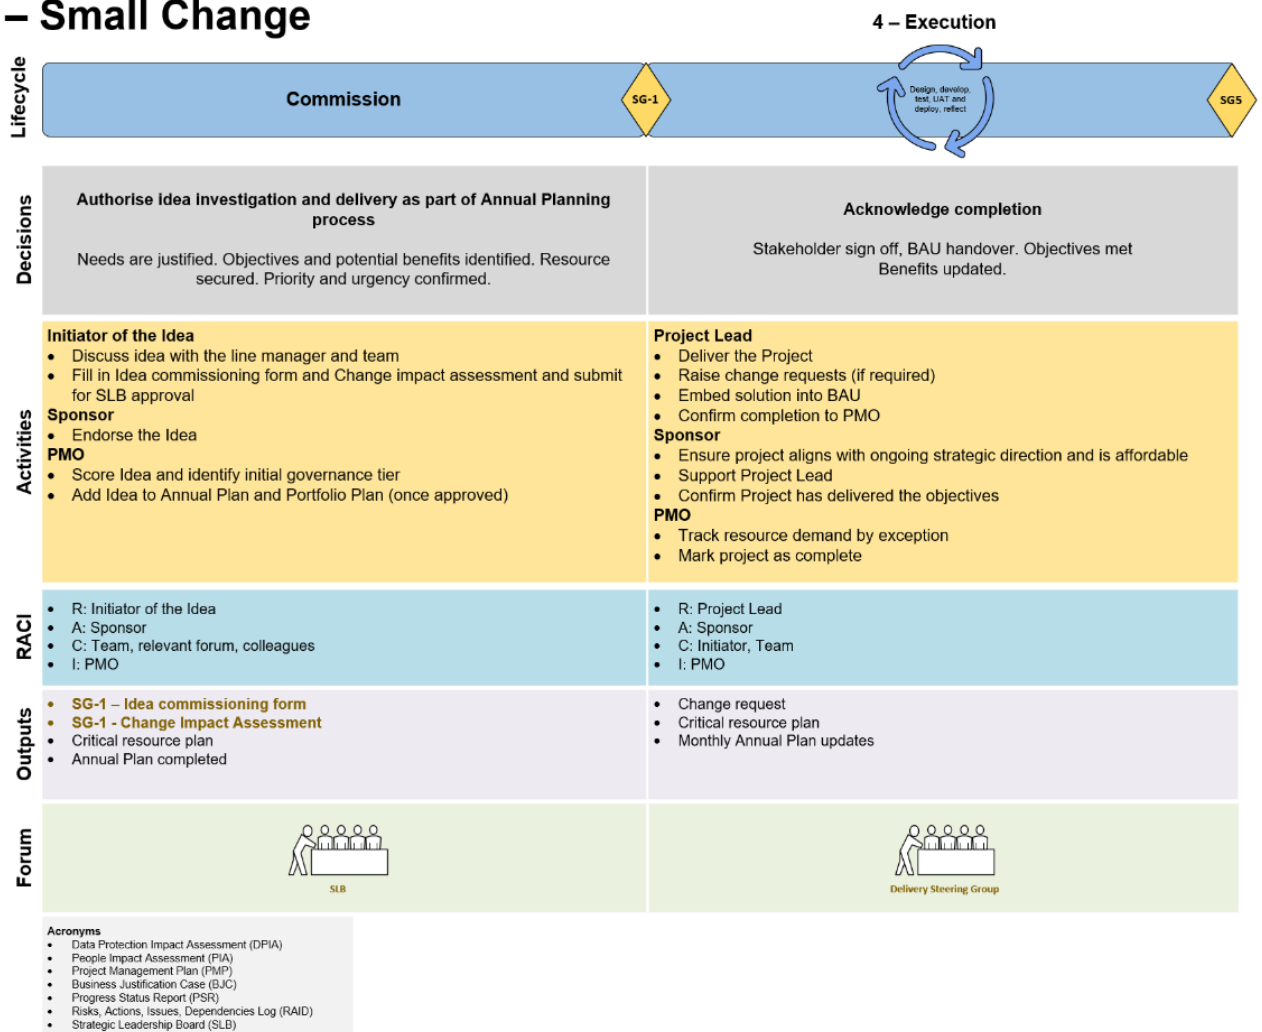 – Small Change
4 – Execution
Lifecycle
Commission
SG-1
Design, develop,
test, UAT and
deploy, reflect
SG5
Decisions
Authorise idea investigation and delivery as part of Annual Planning
process
Needs are justified. Objectives and potential benefits identified. Resource
secured. Priority and urgency confirmed.
Acknowledge completion
Stakeholder sign off, BAU handover. Objectives met
Benefits updated.
Activities
Initiator of the Idea
• Discuss idea with the line manager and team
• Fill in Idea commissioning form and Change impact assessment and submit
for SLB approval
Sponsor
• Endorse the Idea
PMO
• Score Idea and identify initial governance tier
• Add Idea to Annual Plan and Portfolio Plan (once approved)
Project Lead
• Deliver the Project
• Raise change requests (if required)
• Embed solution into BAU
• Confirm completion to PMO
Sponsor
• Ensure project aligns with ongoing strategic direction and is affordable
• Support Project Lead
• Confirm Project has delivered the objectives
PMO
• Track resource demand by exception
• Mark project as complete
RACI
• R: Initiator of the Idea
• A: Sponsor
• C: Team, relevant forum, colleagues
• I: PMO
• R: Project Lead
• A: Sponsor
• C: Initiator, Team
• I: PMO
Outputs
• SG-1 – Idea commissioning form
• SG-1 - Change Impact Assessment
• Critical resource plan
• Annual Plan completed
• Change request
• Critical resource plan
• Monthly Annual Plan updates
Forum
SLB
Delivery Steering Group
Acronyms
• Data Protection Impact Assessment (DPIA)
• People Impact Assessment (PIA)
• Project Management Plan (PMP)
• Business Justification Case (BJC)
• Progress Status Report (PSR)
• Risks, Actions, Issues, Dependencies Log (RAID)
• Strategic Leadership Board (SLB)